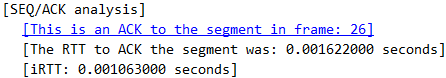 [SEQ/ACK analysis]
[This is an ACK to the segment in frame: 26]
[The RTT to ACK the segment was: 0.001622000 seconds]
[iRTT: 0.001063000 seconds]